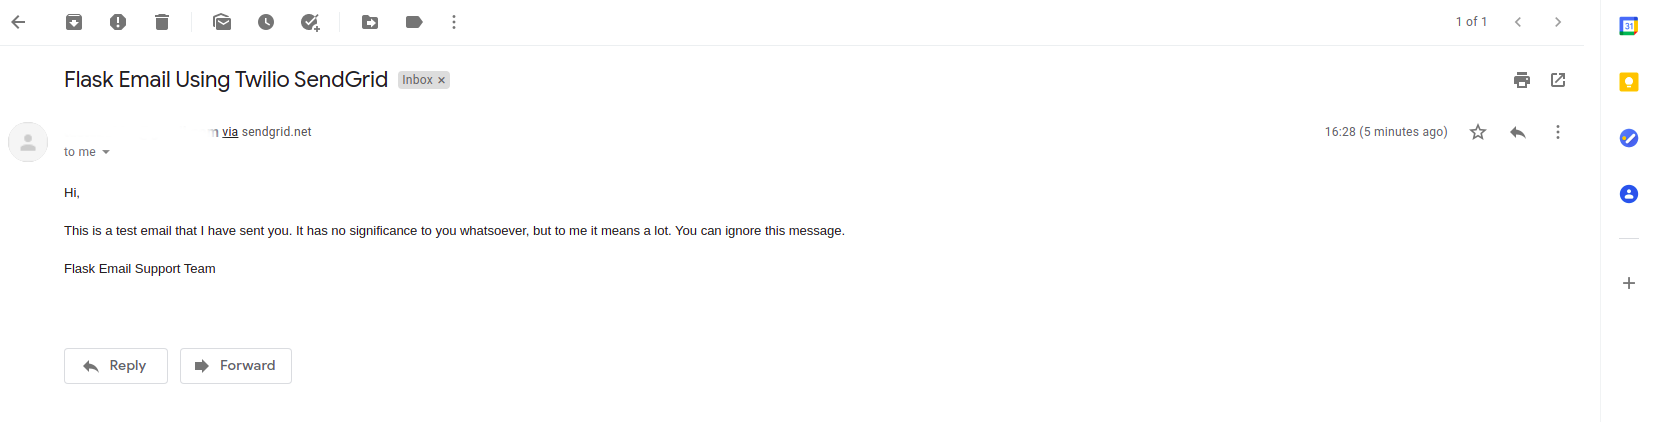 1 of 1
31
Flask Email Using Twilio SendGrid Inbox ×
via sendgrid.net 16:28 (5 minutes ago)
to me
Hi,
This is a test email that I have sent you. It has no significance to you whatsoever, but to me it means a lot. You can ignore this message.
Flask Email Support Team
Reply Forward